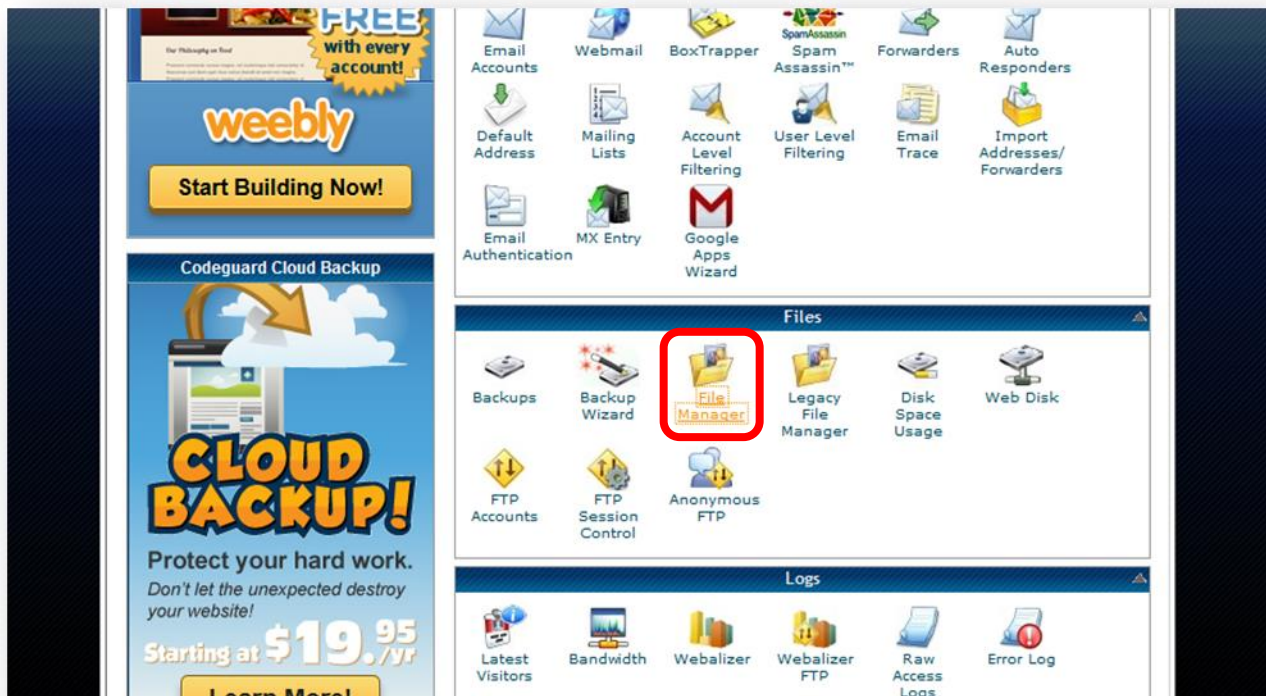 FREE
with every
account!
Our Philosophy on Food
weebly
Start Building Now!
Codeguard Cloud Backup
CLOUD
BACKUP!
Protect your hard work.
Don't let the unexpected destroy
your website!
Starting at $19.95/yr
Learn More!
Email
Accounts
Webmail
BoxTrapper
SpamAssassin
Spam
Assassin™
Forwarders
Auto
Responders
Default
Address
Mailing
Lists
Account
Level
Filtering
User Level
Filtering
Email
Trace
Import
Addresses/
Forwarders
Email
Authentication
MX Entry
Google
Apps
Wizard
Files
Backups
Backup
Wizard
File
Manager
Legacy
File
Manager
Disk
Space
Usage
Web Disk
FTP
Accounts
FTP
Session
Control
Anonymous
FTP
Logs
Latest
Visitors
Bandwidth
Webalizer
Webalizer
FTP
Raw
Access
Logs
Error Log